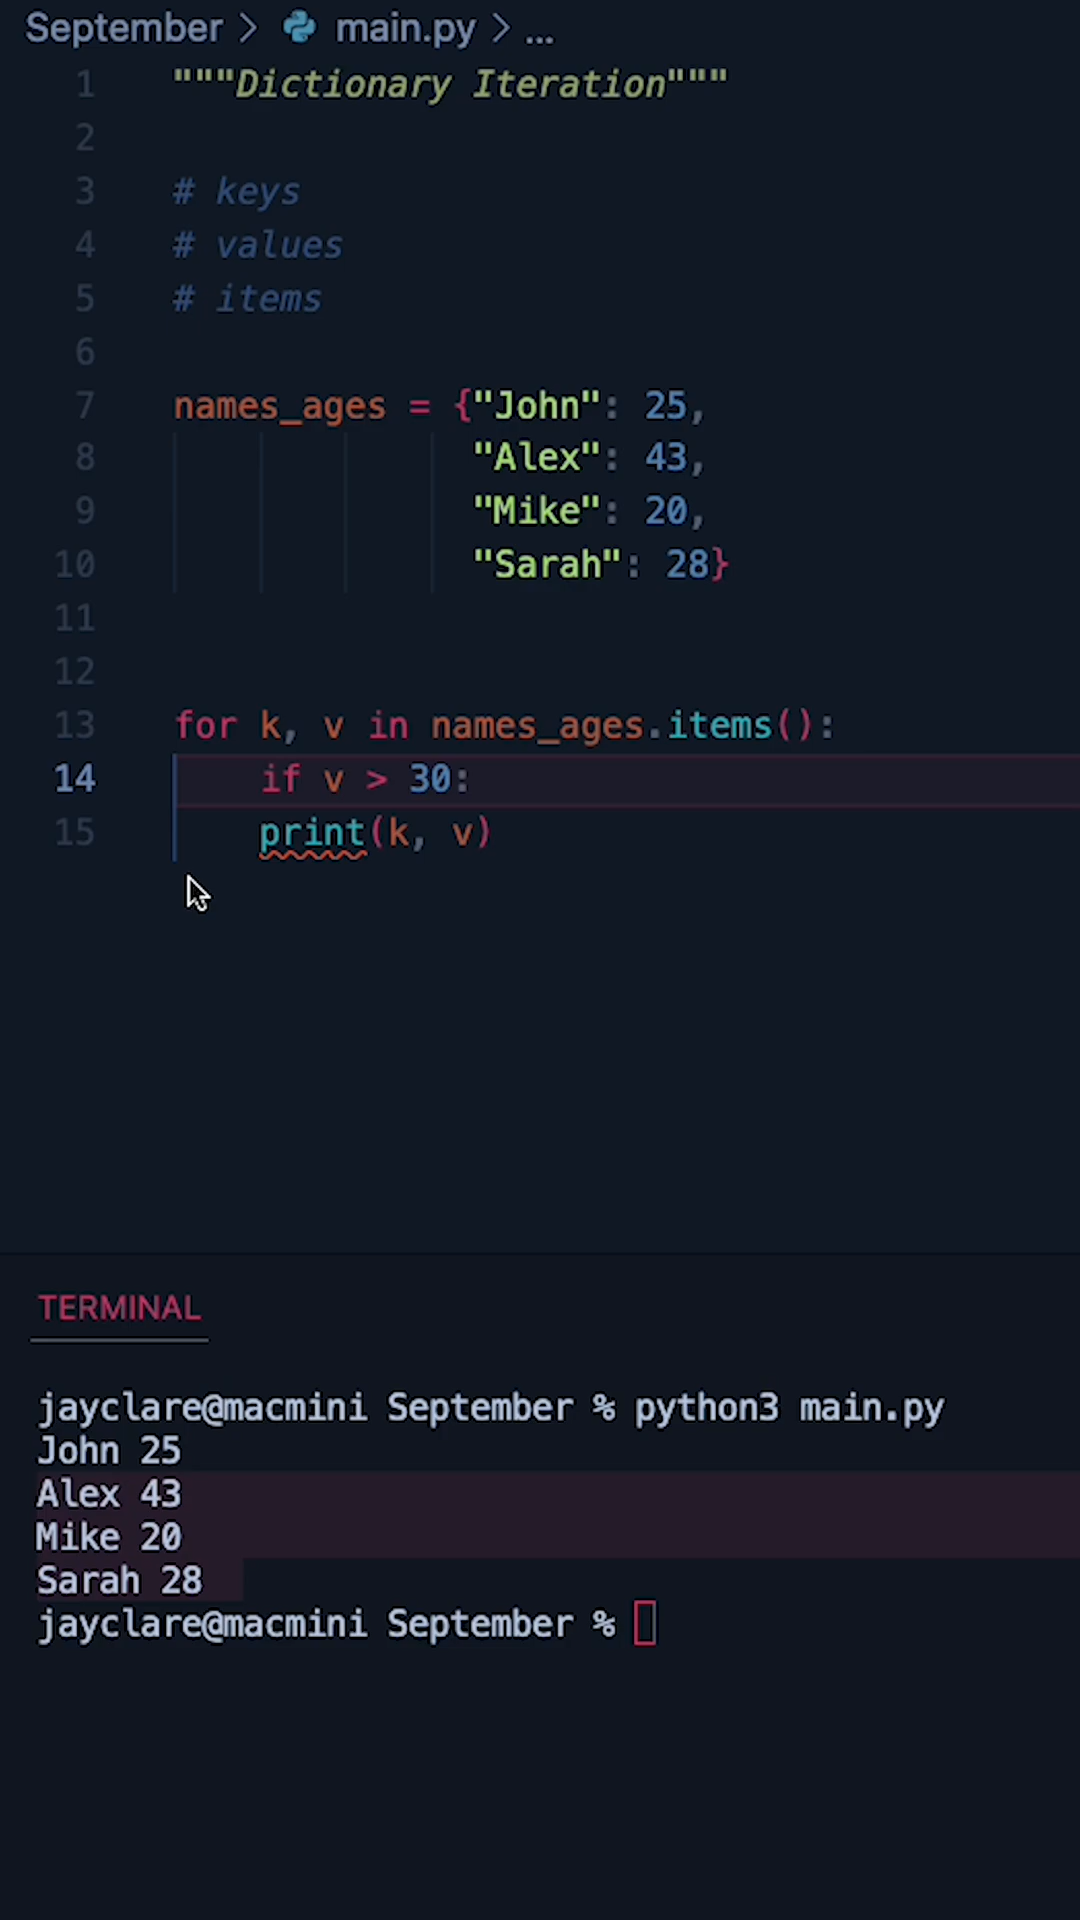 September > main.py > ...
1 """Dictionary Iteration"""
2
3 # keys
4 # values
5 # items
6
7 names_ages = {"John": 25,
8 "Alex": 43,
9 "Mike": 20,
10 "Sarah": 28}
11
12
13 for k, v in names_ages.items():
14 if v > 30:
15 print(k, v)
TERMINAL
jayclare@macmini September % python3 main.py
John 25
Alex 43
Mike 20
Sarah 28
jayclare@macmini September %